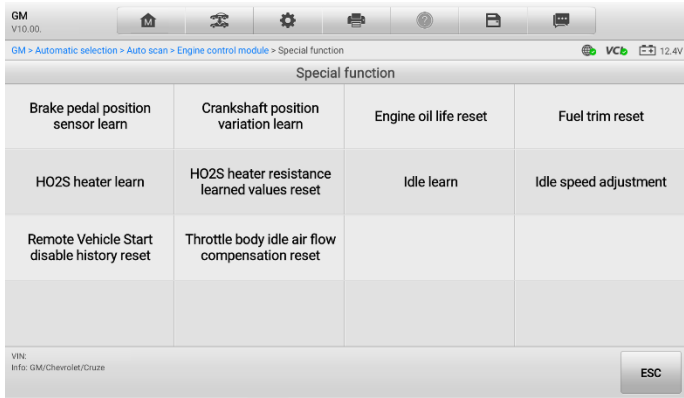 GM
V10.00.
M
?
GM > Automatic selection > Auto scan > Engine control module > Special function
VCI
12.4V
Special function
Brake pedal position
sensor learn
Crankshaft position
variation learn
Engine oil life reset
Fuel trim reset
HO2S heater learn
HO2S heater resistance
learned values reset
Idle learn
Idle speed adjustment
Remote Vehicle Start
disable history reset
Throttle body idle air flow
compensation reset
VIN:
Info: GM/Chevrolet/Cruze
ESC